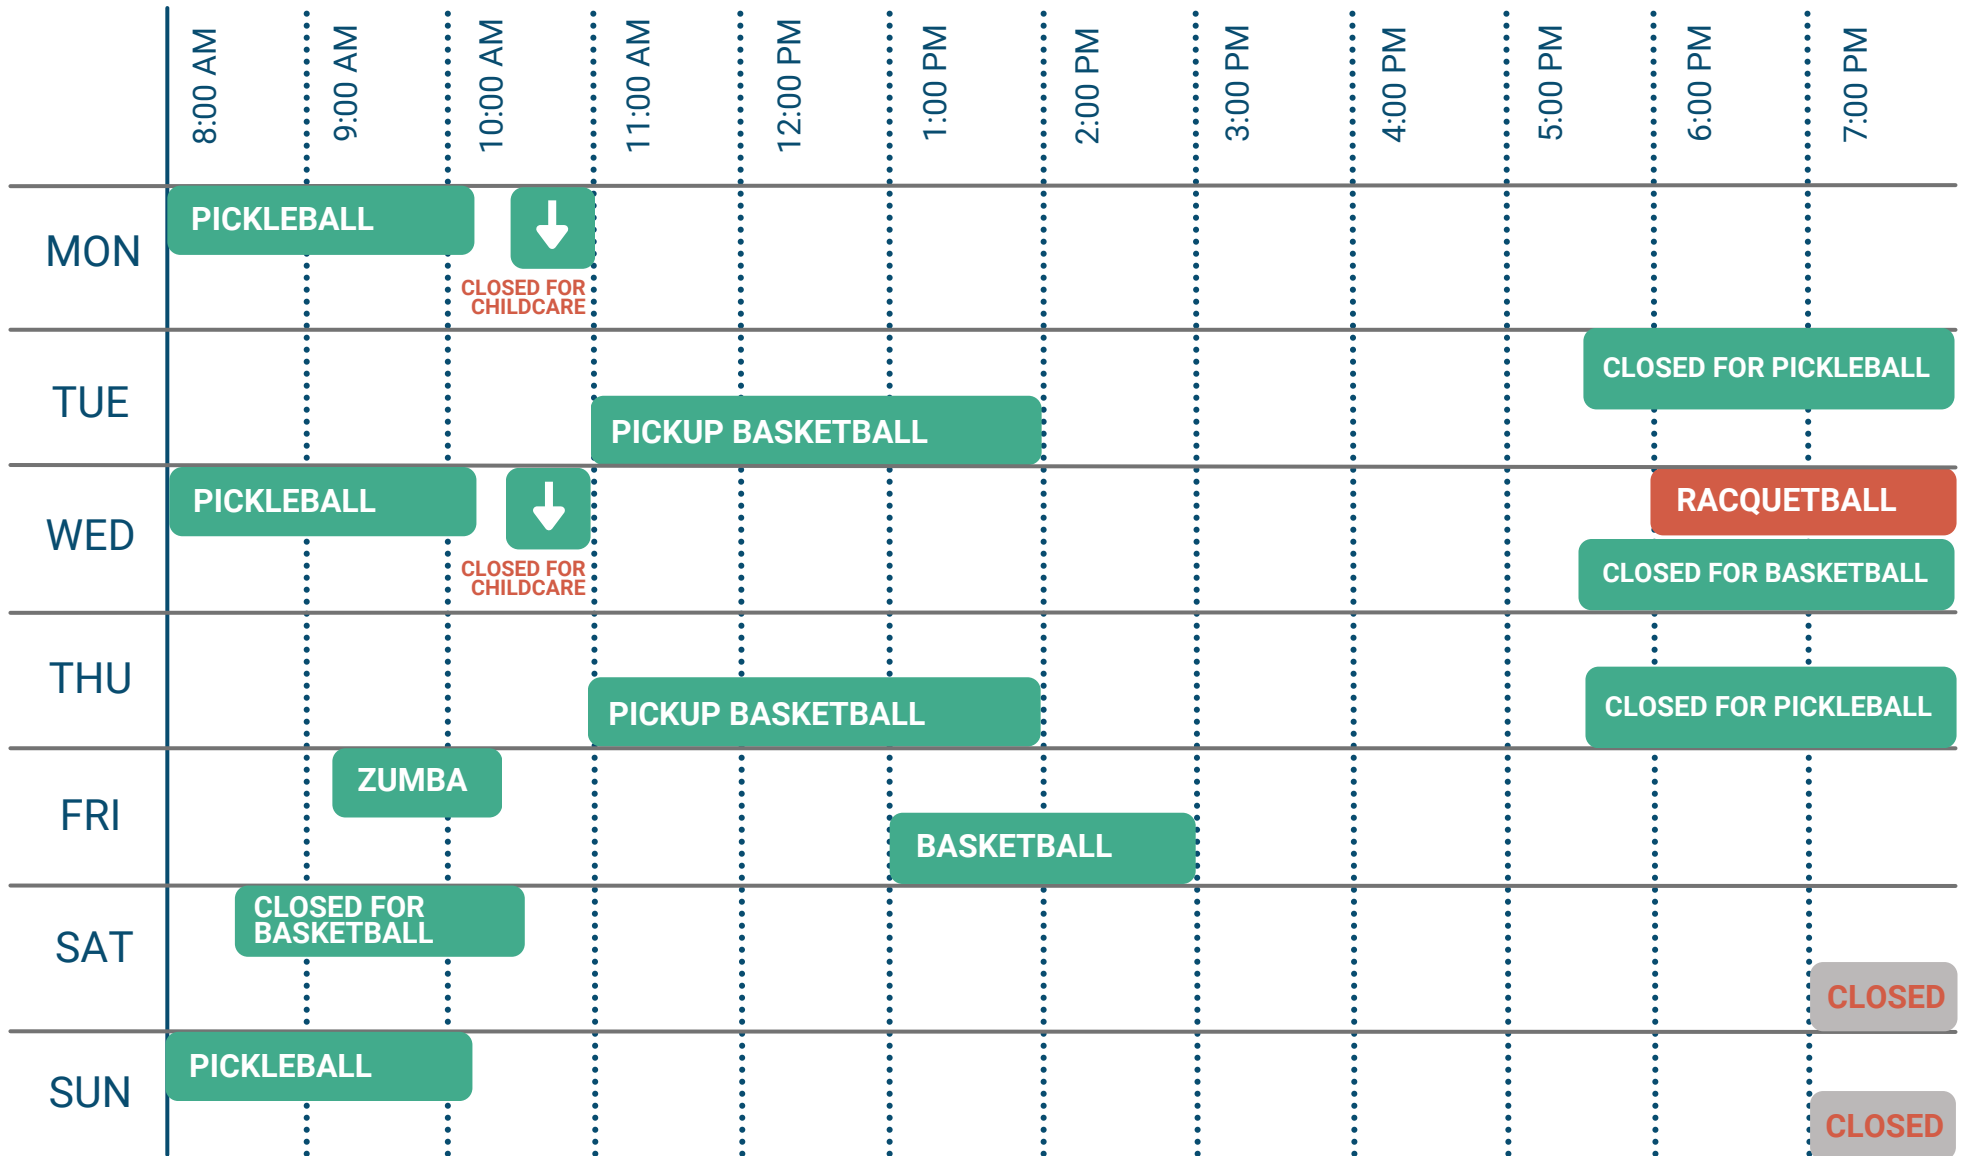 8:00 AM
9:00 AM
10:00 AM
11:00 AM
12:00 PM
1:00 PM
2:00 PM
3:00 PM
4:00 PM
5:00 PM
6:00 PM
7:00 PM
MON
PICKLEBALL
CLOSED FOR
CHILDCARE
TUE
PICKUP BASKETBALL
CLOSED FOR PICKLEBALL
WED
PICKLEBALL
CLOSED FOR
CHILDCARE
RACQUETBALL
CLOSED FOR BASKETBALL
THU
PICKUP BASKETBALL
CLOSED FOR PICKLEBALL
FRI
ZUMBA
BASKETBALL
SAT
CLOSED FOR
BASKETBALL
CLOSED
SUN
PICKLEBALL
CLOSED